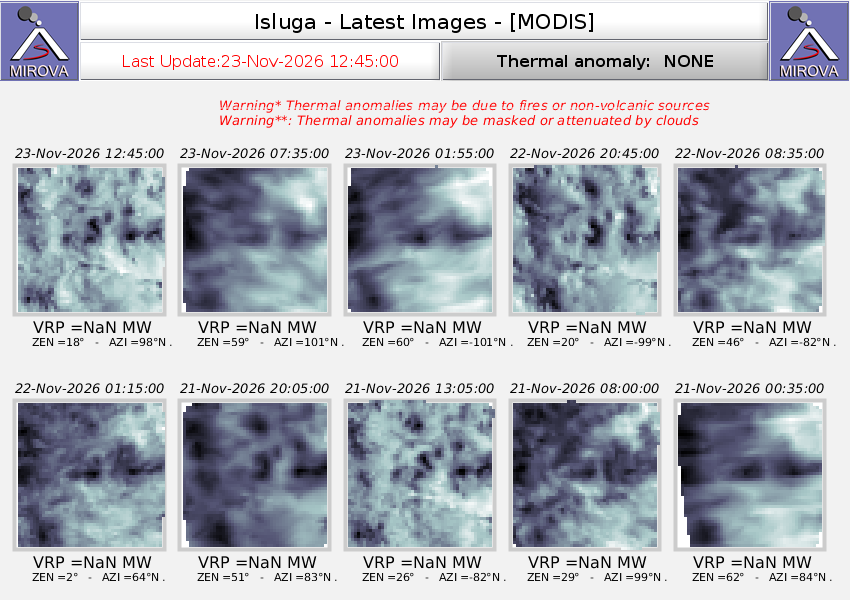 Isluga - Latest Images - [MODIS]
MIROVA
Last Update:23-Nov-2026 12:45:00
Thermal anomaly: NONE
MIROVA
Warning* Thermal anomalies may be due to fires or non-volcanic sources
Warning**: Thermal anomalies may be masked or attenuated by clouds
23-Nov-2026 12:45:00 23-Nov-2026 07:35:00 23-Nov-2026 01:55:00 22-Nov-2026 20:45:00 22-Nov-2026 08:35:00
VRP =NaN MW VRP =NaN MW VRP =NaN MW VRP =NaN MW VRP =NaN MW
ZEN =18° - AZI =98°N . ZEN =59° - AZI =101°N . ZEN =60° - AZI =-101°N . ZEN =20° - AZI =-99°N . ZEN =46° - AZI =-82°N .
22-Nov-2026 01:15:00 21-Nov-2026 20:05:00 21-Nov-2026 13:05:00 21-Nov-2026 08:00:00 21-Nov-2026 00:35:00
VRP =NaN MW VRP =NaN MW VRP =NaN MW VRP =NaN MW VRP =NaN MW
ZEN =2° - AZI =64°N . ZEN =51° - AZI =83°N . ZEN =26° - AZI =-82°N . ZEN =29° - AZI =99°N . ZEN =62° - AZI =84°N .